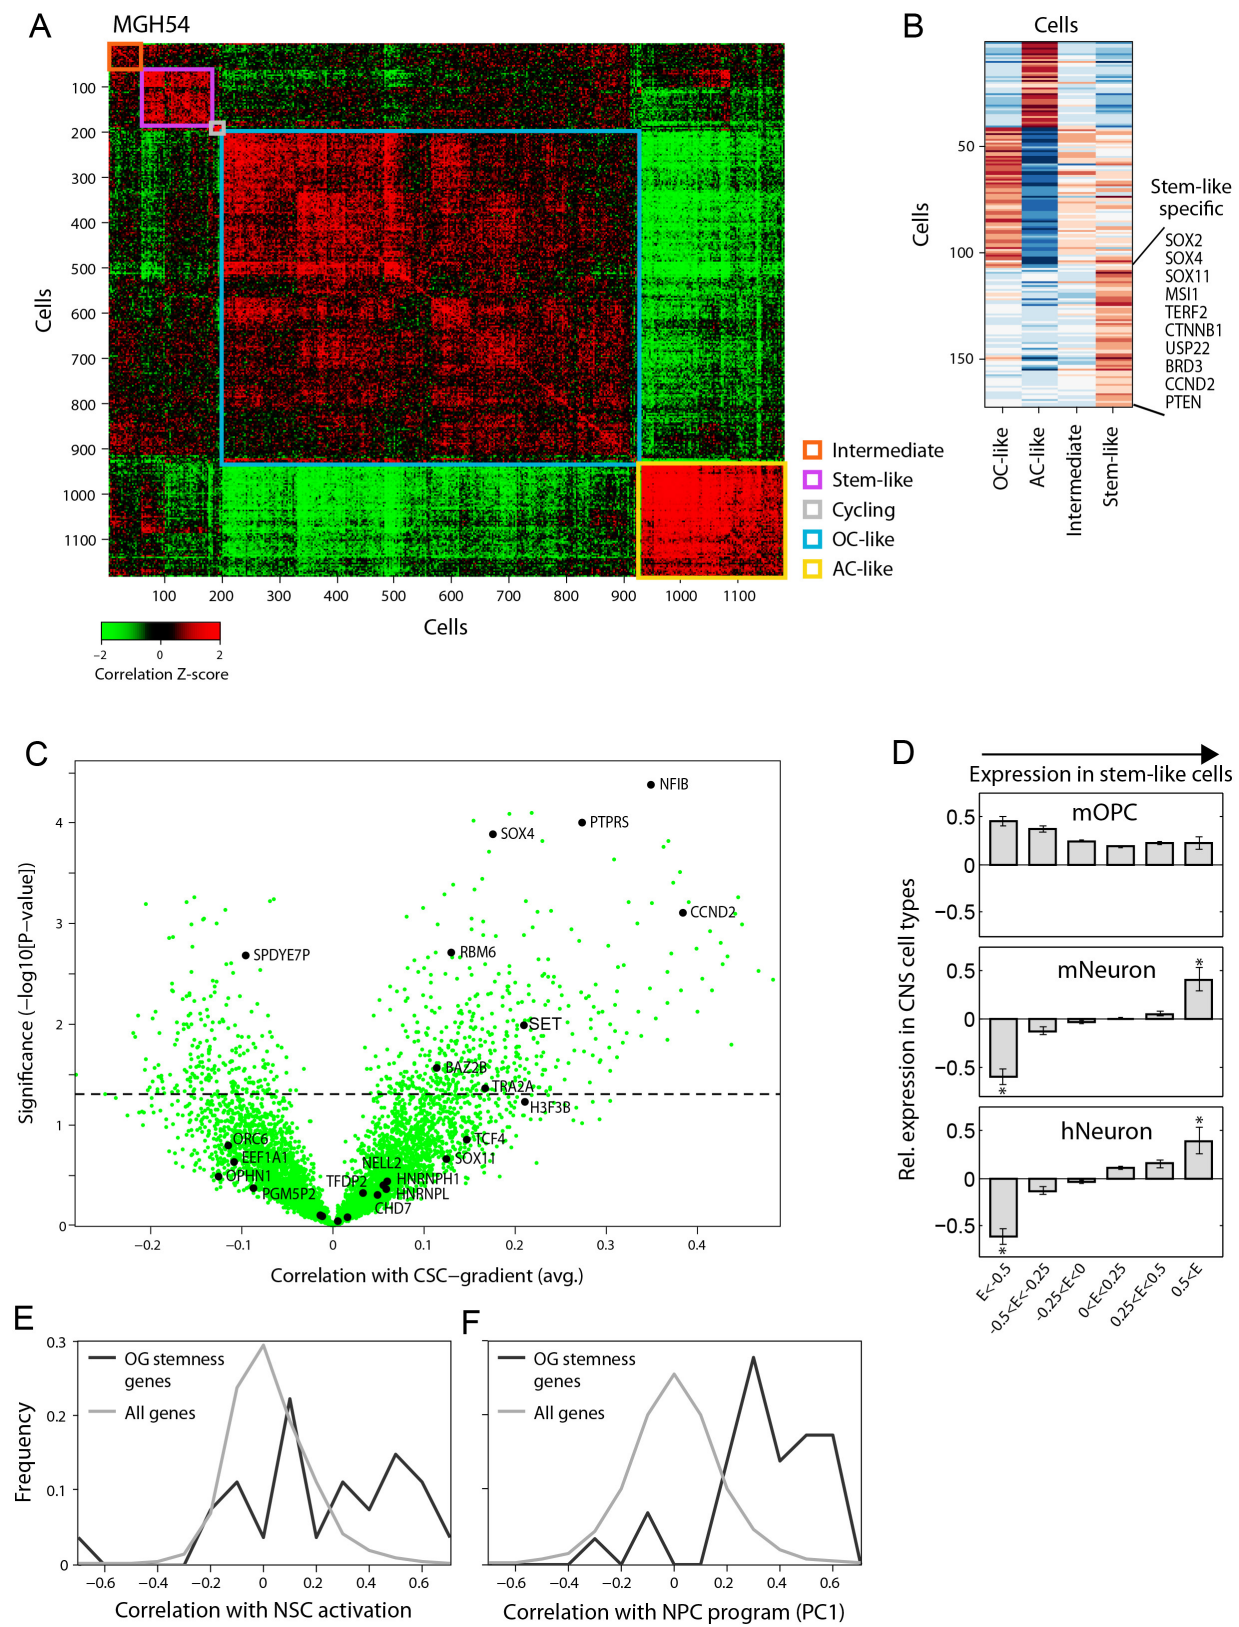 A
MGH54
100
200
300
400
500
600
700
800
900
1000
1100
Cells
100
200
300
400
500
600
700
800
900
1000
1100
Cells
−2
0
2
Correlation Z-score
Intermediate
Stem-like
Cycling
OC-like
AC-like
B
Cells
50
100
150
Cells
OC-like
AC-like
Intermediate
Stem-like
Stem-like
specific
SOX2
SOX4
SOX11
MSI1
TERF2
CTNNB1
USP22
BRD3
CCND2
PTEN
C
Significance (−log10[P−value])
4
3
2
1
0
NFIB
PTPRS
SOX4
CCND2
RBM6
SPDYE7P
SET
BAZ2B
TRA2A
H3F3B
TCF4
ORC6
EEF1A1
SOX11
NELL2
OPHN1
TFDP2
HNRNPH1
PGM5P2
HNRNPL
CHD7
−0.2
−0.1
0
0.1
0.2
0.3
0.4
Correlation with CSC−gradient (avg.)
D
Expression in stem-like cells
Rel. expression in CNS cell types
mOPC
0.5
0
−0.5
mNeuron
0.5
0
−0.5
*
*
hNeuron
0.5
0
−0.5
*
*
E<-0.5
-0.5<E<-0.25
-0.25<E<0
0<E<0.25
0.25<E<0.5
0.5<E
E
OG stemness
genes
All genes
0.3
0.2
0.1
0
Frequency
−0.6
−0.4
−0.2
0
0.2
0.4
0.6
Correlation with NSC activation
F
OG stemness
genes
All genes
−0.6
−0.4
−0.2
0
0.2
0.4
0.6
Correlation with NPC program (PC1)